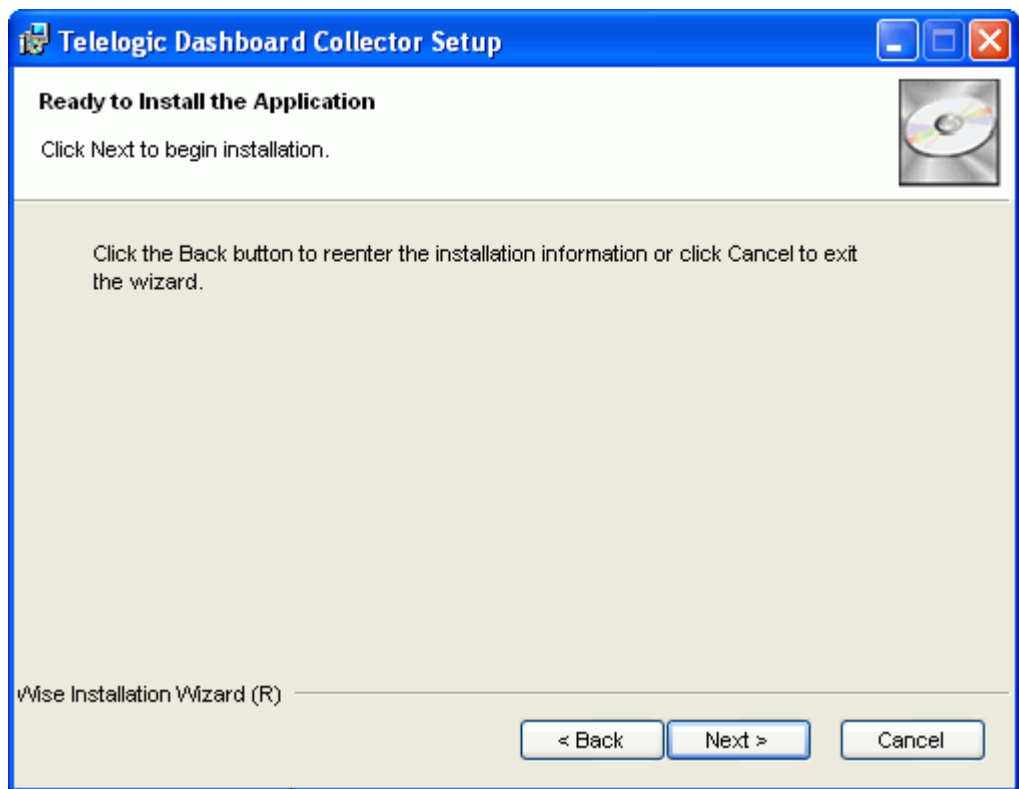 Telelogic Dashboard Collector Setup
Ready to Install the Application
Click Next to begin installation.
Click the Back button to reenter the installation information or click Cancel to exit
the wizard.
Wise Installation Wizard (R)
< Back Next > Cancel